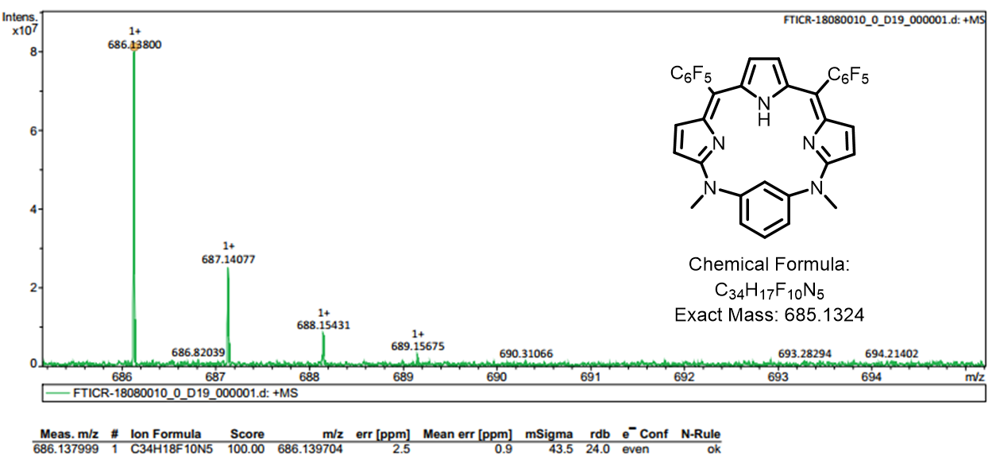 Intens.
x10⁷
FTICR-18080010_0_D19_000001.d: +MS
1+
686.13800
8
6
4
2
0
1+
687.14077
1+
688.15431
1+
689.15675
686.82039
690.31066
693.28294
694.21402
686 687 688 689 690 691 692 693 694 m/z
C₆F₅ C₆F₅
N
H
N N
N N
Chemical Formula:
C₃₄H₁₇F₁₀N₅
Exact Mass: 685.1324
FTICR-18080010_0_D19_000001.d: +MS
Meas. m/z # Ion Formula Score m/z err [ppm] Mean err [ppm] mSigma rdb e⁻ Conf N-Rule
686.137999 1 C34H18F10N5 100.00 686.139704 2.5 0.9 43.5 24.0 even ok